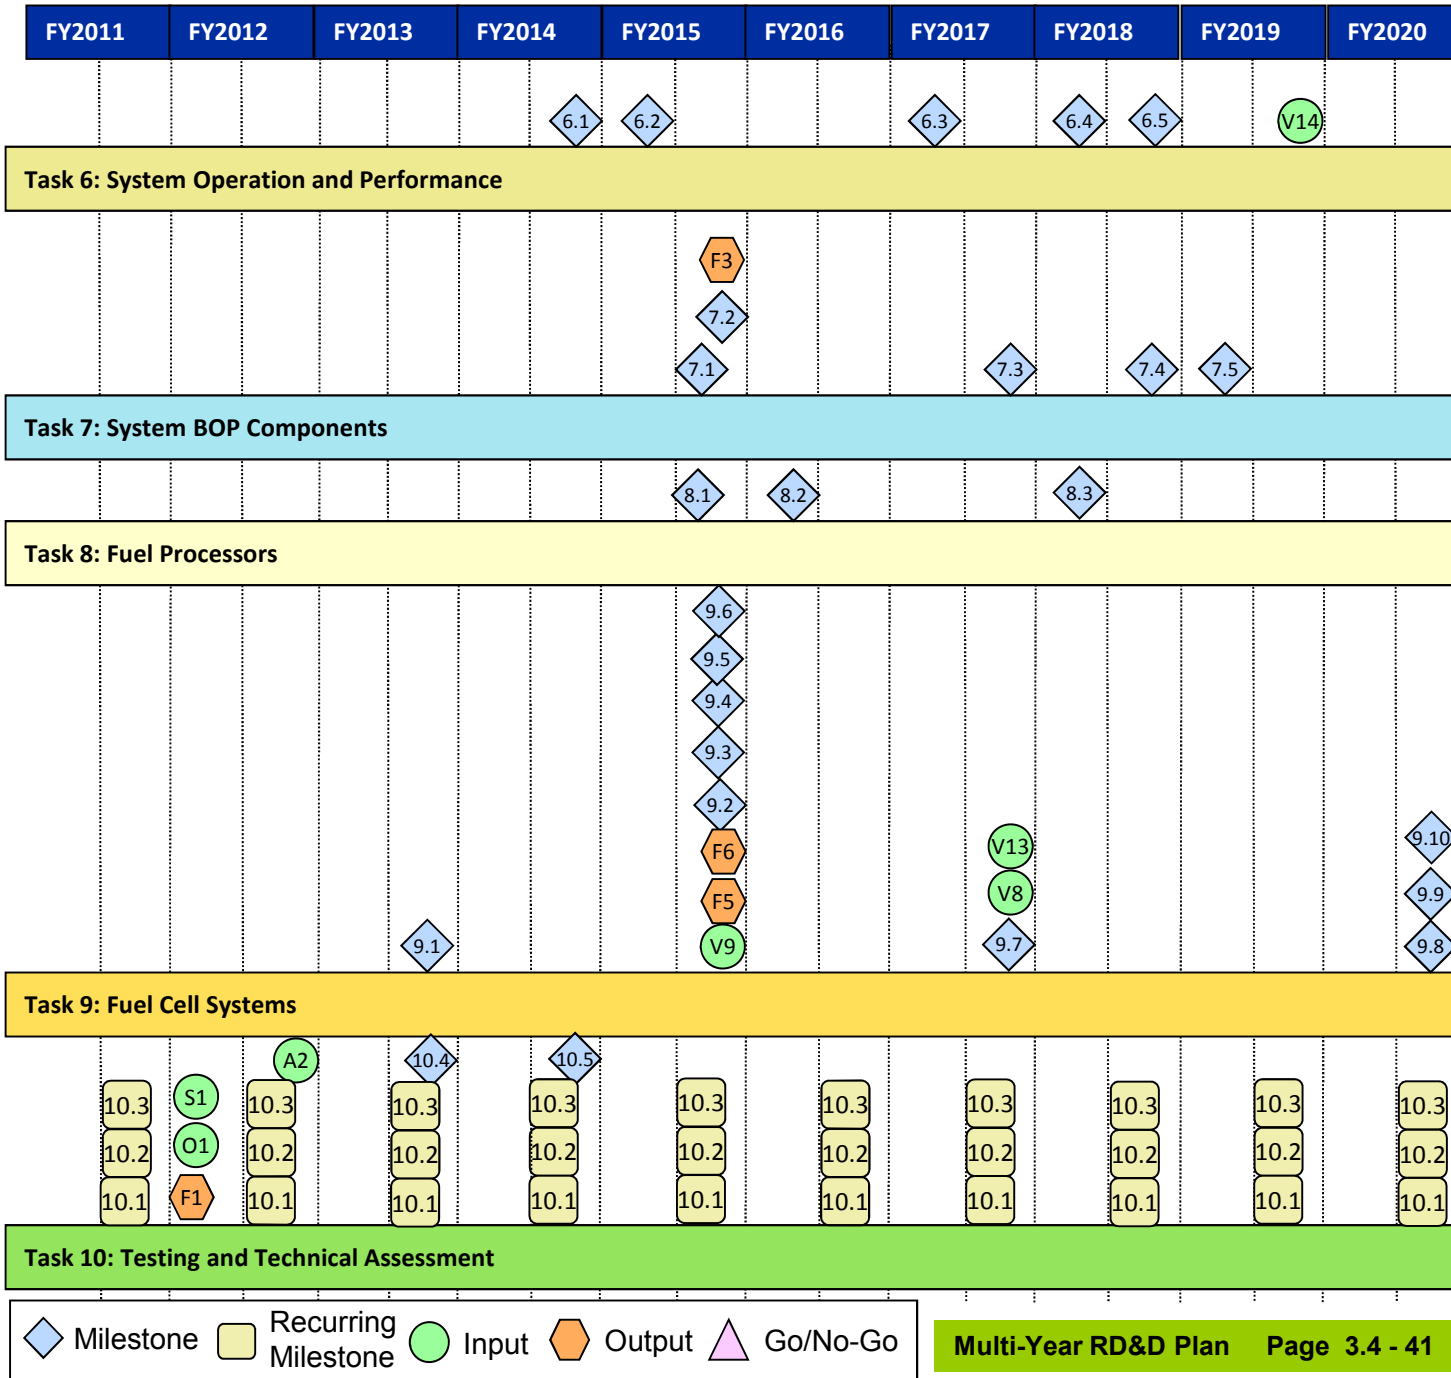 FY2011 FY2012 FY2013 FY2014 FY2015 FY2016 FY2017 FY2018 FY2019 FY2020
6.1 6.2 6.3 6.4 6.5 V14
Task 6: System Operation and Performance
F3
7.2
7.1 7.3 7.4 7.5
Task 7: System BOP Components
8.1 8.2 8.3
Task 8: Fuel Processors
9.6
9.5
9.4
9.3
9.2
F6 V13 9.10
F5 V8 9.9
9.1 V9 9.7 9.8
Task 9: Fuel Cell Systems
A2 10.4 10.5
10.3 S1 10.3 10.3 10.3 10.3 10.3 10.3 10.3 10.3 10.3
10.2 O1 10.2 10.2 10.2 10.2 10.2 10.2 10.2 10.2 10.2
10.1 F1 10.1 10.1 10.1 10.1 10.1 10.1 10.1 10.1 10.1
Task 10: Testing and Technical Assessment
Milestone Recurring Milestone Input Output Go/No-Go
Multi-Year RD&D Plan Page 3.4 - 41